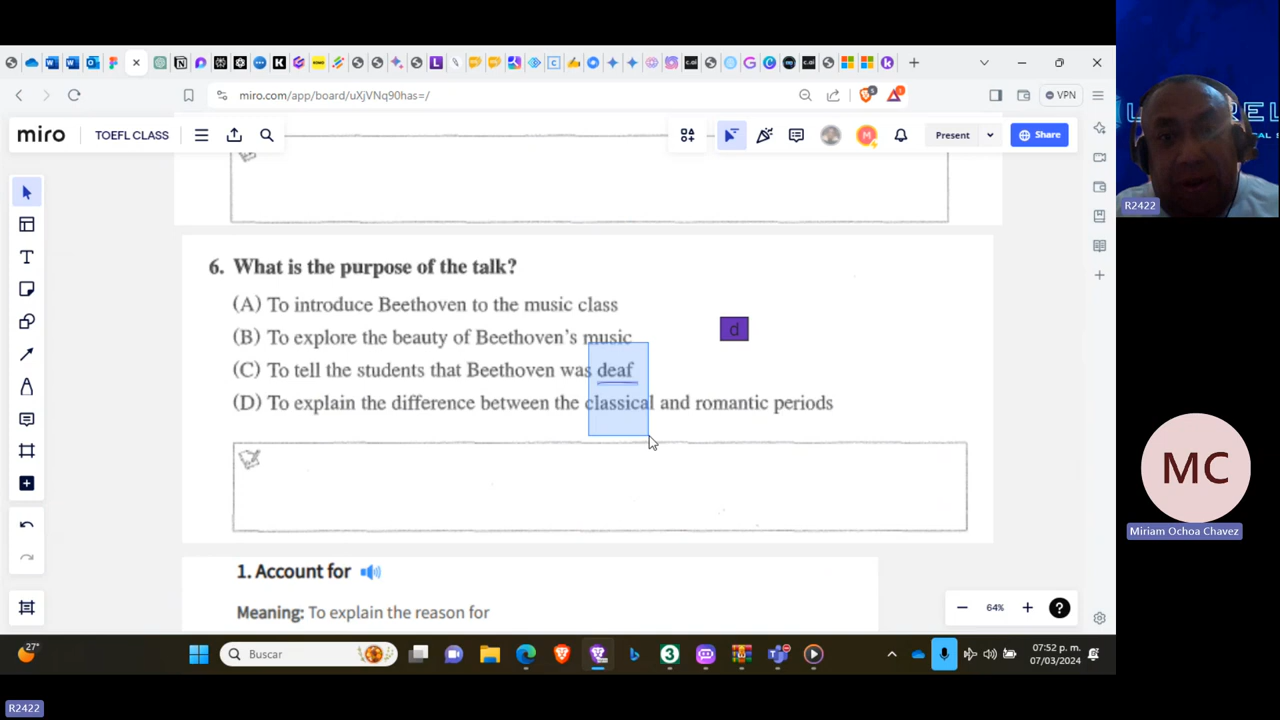 miro.com/app/board/uXjVNq90has=/
VPN
miro
TOEFL CLASS
Present
Share
6. What is the purpose of the talk?
(A) To introduce Beethoven to the music class
(B) To explore the beauty of Beethoven's music
(C) To tell the students that Beethoven was deaf
(D) To explain the difference between the classical and romantic periods
d
1. Account for
Meaning: To explain the reason for
64%
R2422
MC
Miriam Ochoa Chavez
27°
Buscar
07:52 p. m.
07/03/2024
R2422